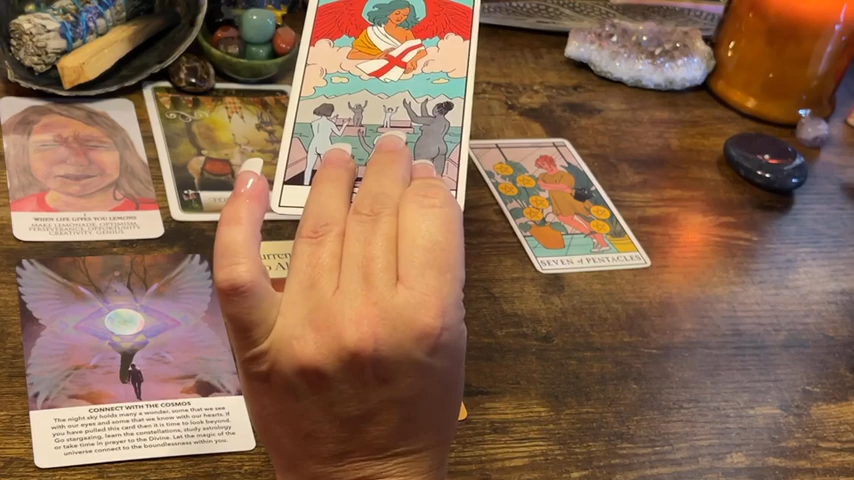 WHEN LIFE GIVES YOU LEMONS
MAKE LEMONADE. OPTIMISM,
PERSEVERANCE, OPPORTUNITY,
CREATIVITY, GENIUS.
SEVEN of PENTACLES
CONNECT WITH THE COSMOS
The night sky holds many a wonder, some that we see
with our eyes and some that we know with our hearts. If
you have pulled this card then it is time to look beyond.
Go stargazing, learn the constellations, study astrology
or take time in prayer to the Divine. Let the magic of the
universe connect to the boundlessness within you.